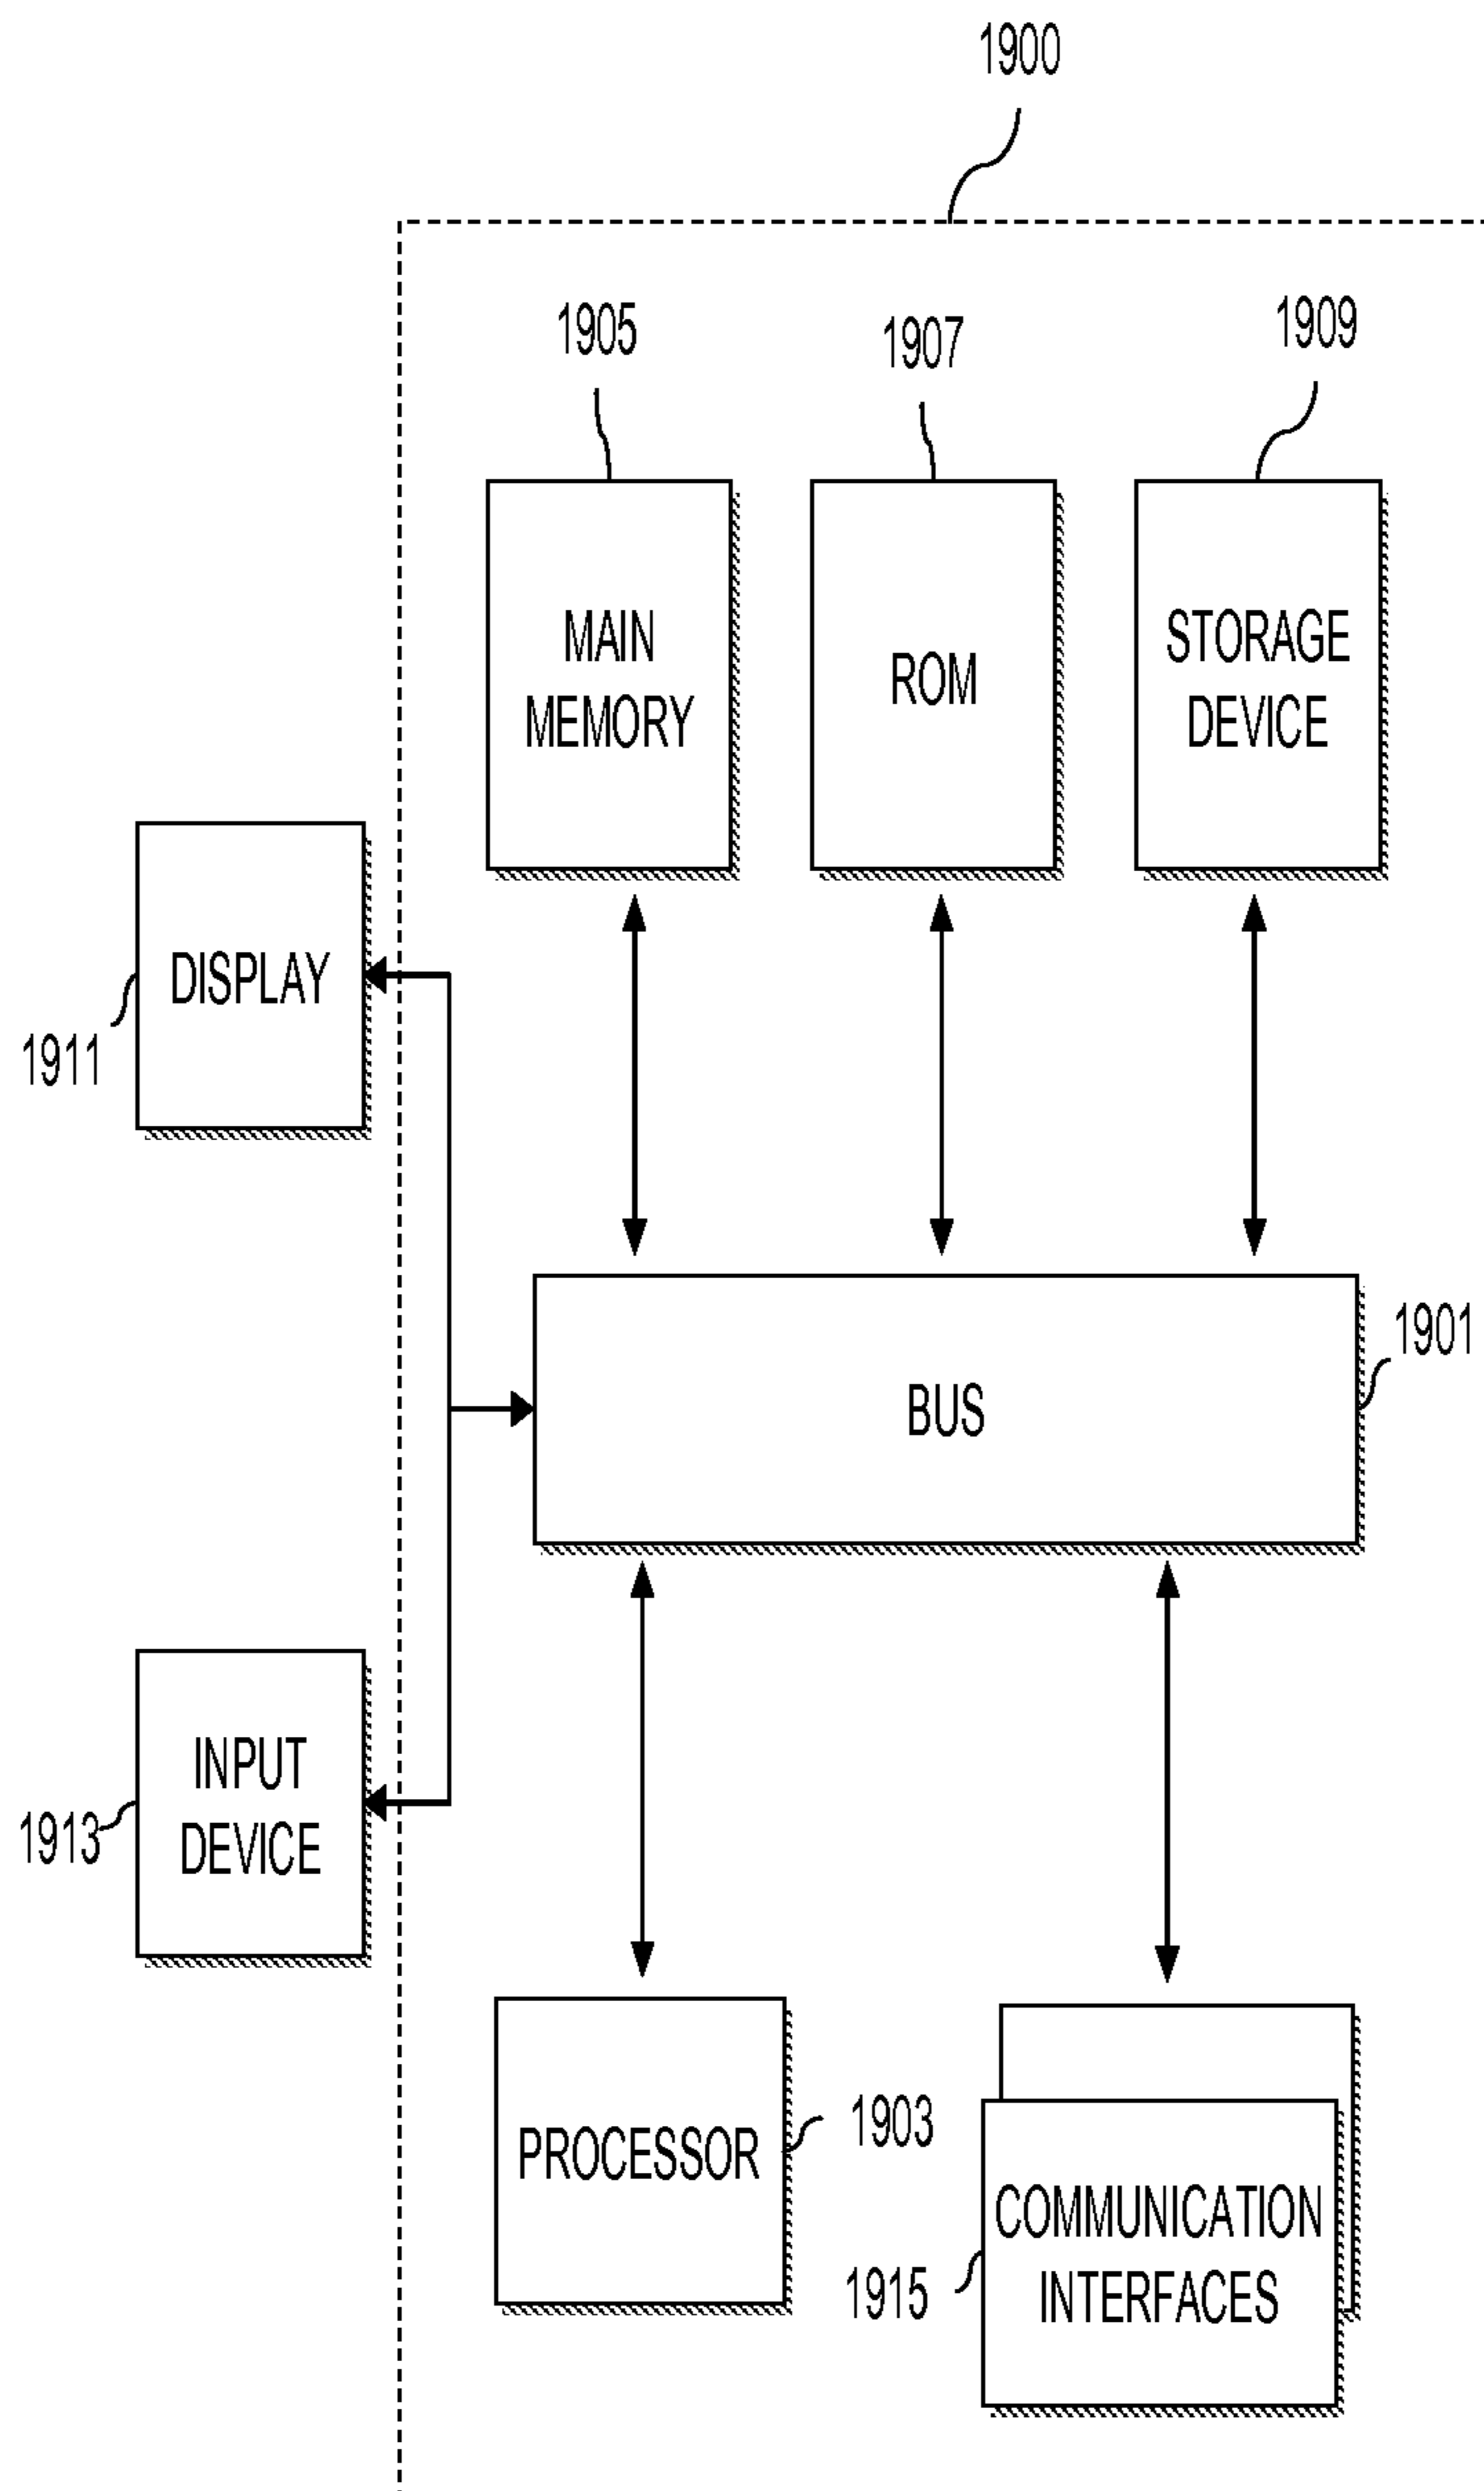 1900
1905
1907
1909
MAIN
MEMORY
ROM
STORAGE
DEVICE
DISPLAY
1911
1901
BUS
INPUT
DEVICE
1913
PROCESSOR
1903
COMMUNICATION
INTERFACES
1915